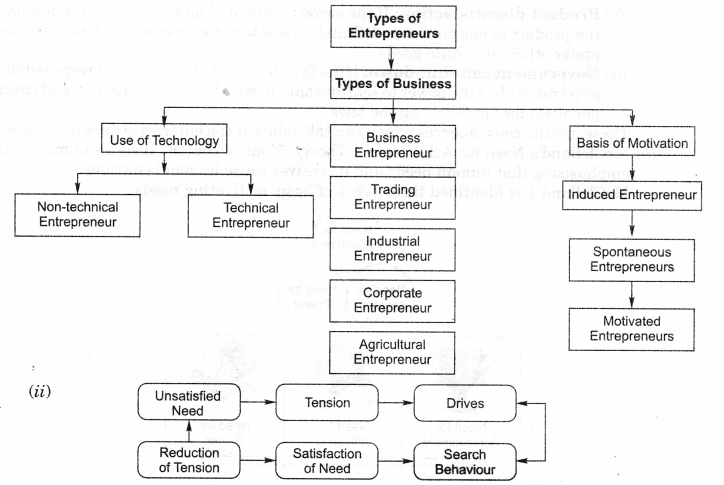 Types of
Entrepreneurs
Types of Business
Use of Technology
Business
Entrepreneur
Basis of Motivation
Non-technical
Entrepreneur
Technical
Entrepreneur
Trading
Entrepreneur
Induced Entrepreneur
Industrial
Entrepreneur
Spontaneous
Entrepreneurs
Corporate
Entrepreneur
Motivated
Entrepreneurs
Agricultural
Entrepreneur
(ii)
Unsatisfied
Need
Tension
Drives
Reduction
of Tension
Satisfaction
of Need
Search
Behaviour